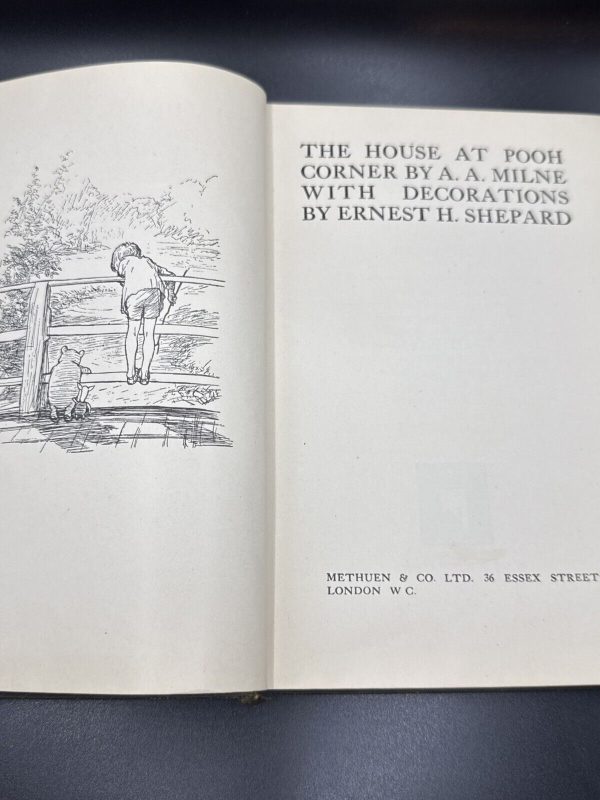 THE HOUSE AT POOH
CORNER BY A. A. MILNE
WITH DECORATIONS
BY ERNEST H. SHEPARD
METHUEN & CO. LTD. 36 ESSEX STREET
LONDON W C.